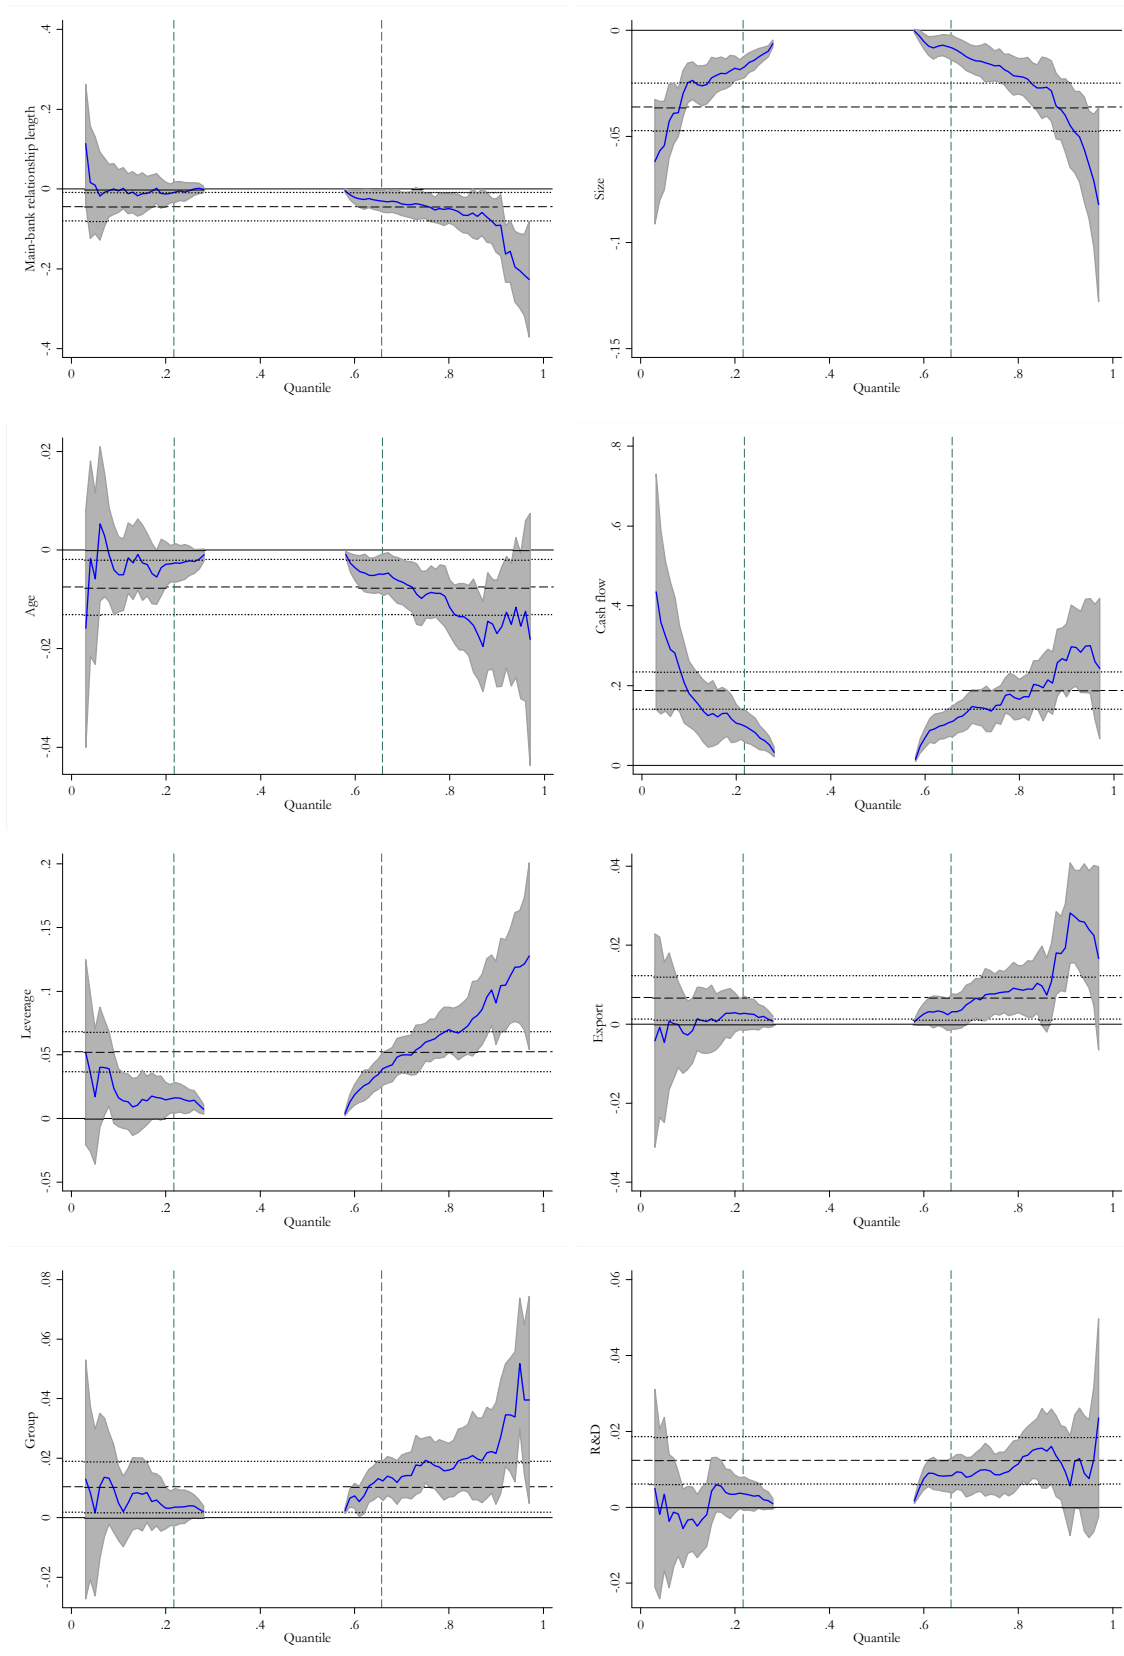 Main-bank relationship length
.4
.2
0
-.2
-.4
0 .2 .4 .6 .8 1
Quantile
Size
0
-.05
-.1
-.15
0 .2 .4 .6 .8 1
Quantile
Age
.02
0
-.02
-.04
0 .2 .4 .6 .8 1
Quantile
Cash flow
.8
.6
.4
.2
0
0 .2 .4 .6 .8 1
Quantile
Leverage
.2
.15
.1
.05
0
-.05
0 .2 .4 .6 .8 1
Quantile
Export
.04
.02
0
-.02
-.04
0 .2 .4 .6 .8 1
Quantile
Group
.08
.06
.04
.02
0
-.02
0 .2 .4 .6 .8 1
Quantile
R&D
.06
.04
.02
0
-.02
0 .2 .4 .6 .8 1
Quantile